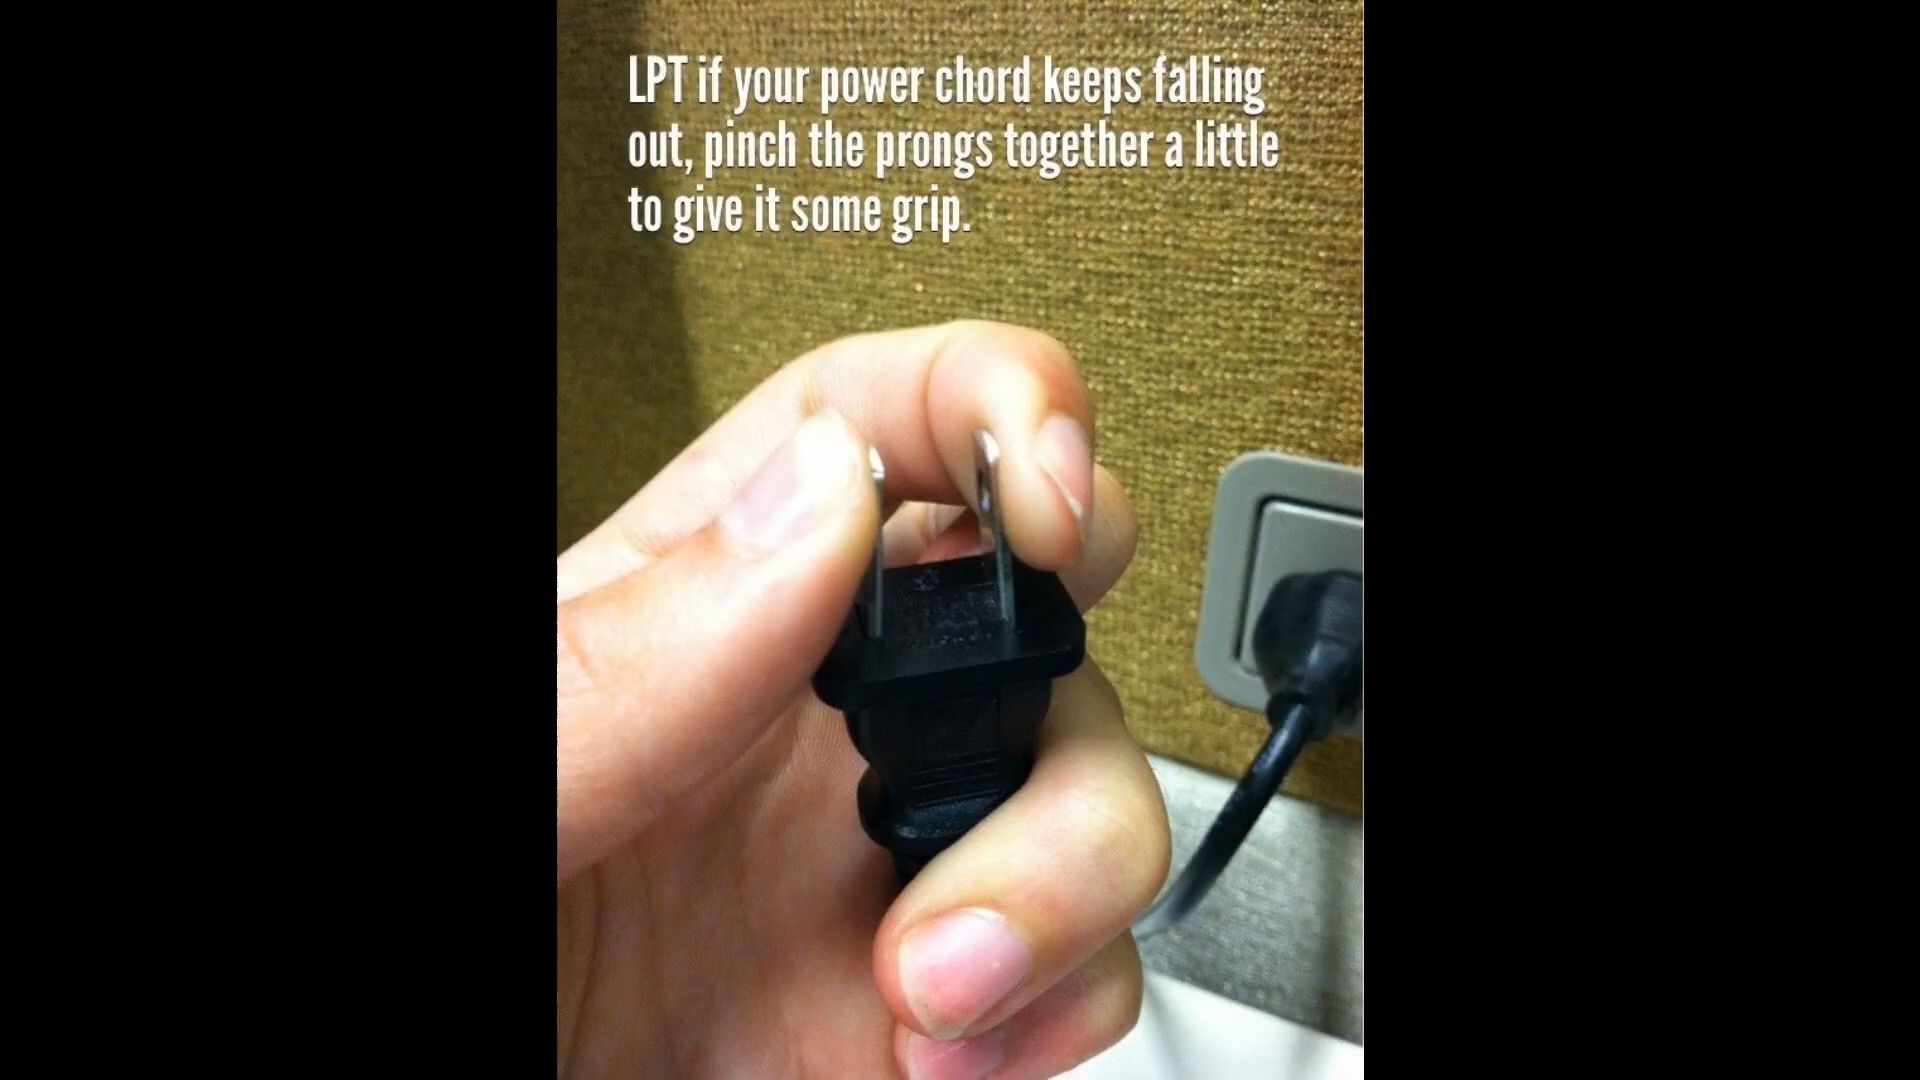 LPT if your power chord keeps falling
out, pinch the prongs together a little
to give it some grip.